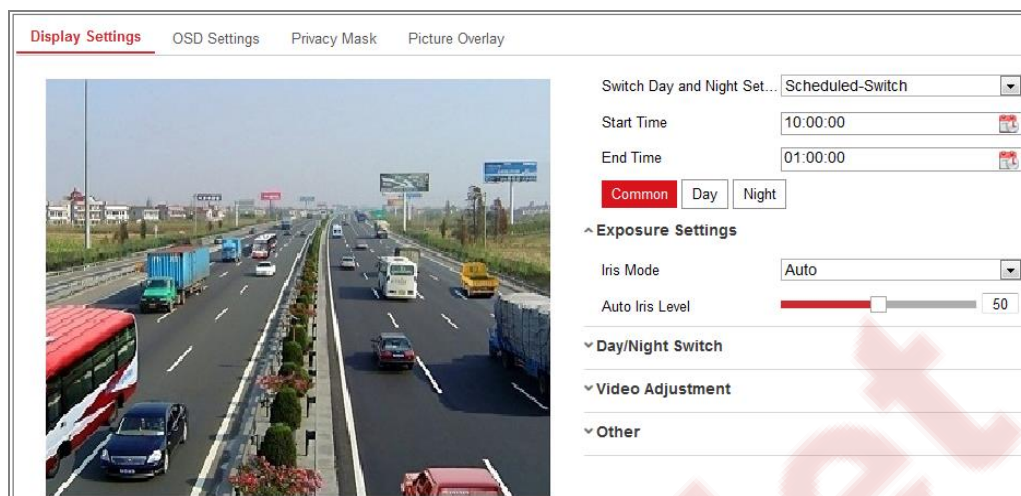 Display Settings OSD Settings Privacy Mask Picture Overlay
Switch Day and Night Set... Scheduled-Switch
Start Time 10:00:00
End Time 01:00:00
Common Day Night
Exposure Settings
Iris Mode Auto
Auto Iris Level 50
Day/Night Switch
Video Adjustment
Other